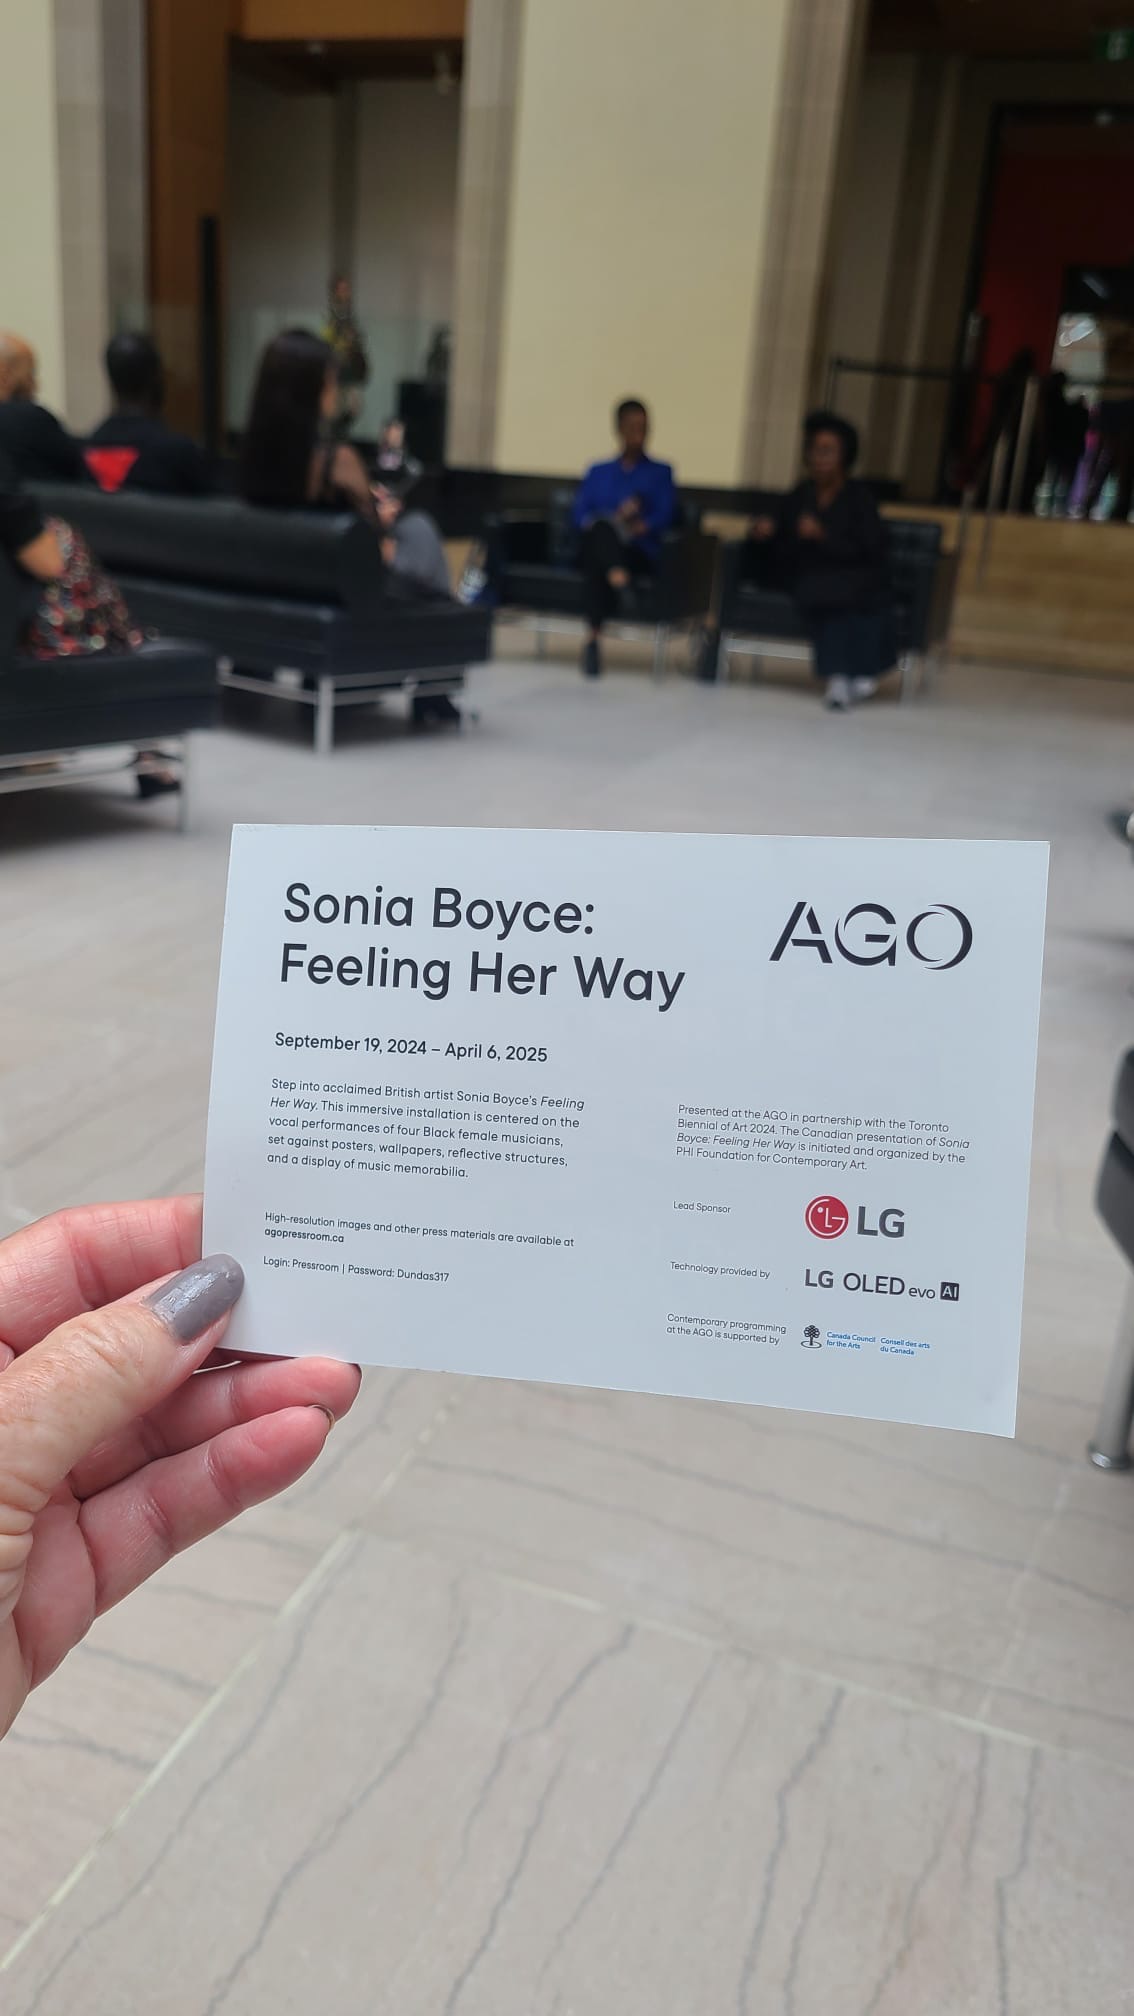 Sonia Boyce:
Feeling Her Way
AGO
September 19, 2024 – April 6, 2025
Step into acclaimed British artist Sonia Boyce's Feeling
Her Way. This immersive installation is centered on the
vocal performances of four Black female musicians,
set against posters, wallpapers, reflective structures,
and a display of music memorabilia.
High-resolution images and other press materials are available at
agopressroom.ca
Login: Pressroom | Password: Dundas317
Presented at the AGO in partnership with the Toronto
Biennial of Art 2024. The Canadian presentation of Sonia
Boyce: Feeling Her Way is initiated and organized by the
PHI Foundation for Contemporary Art.
Lead Sponsor
LG
Technology provided by
LG OLED evo AI
Contemporary programming
at the AGO is supported by
Canada Council Conseil des arts
for the Arts du Canada